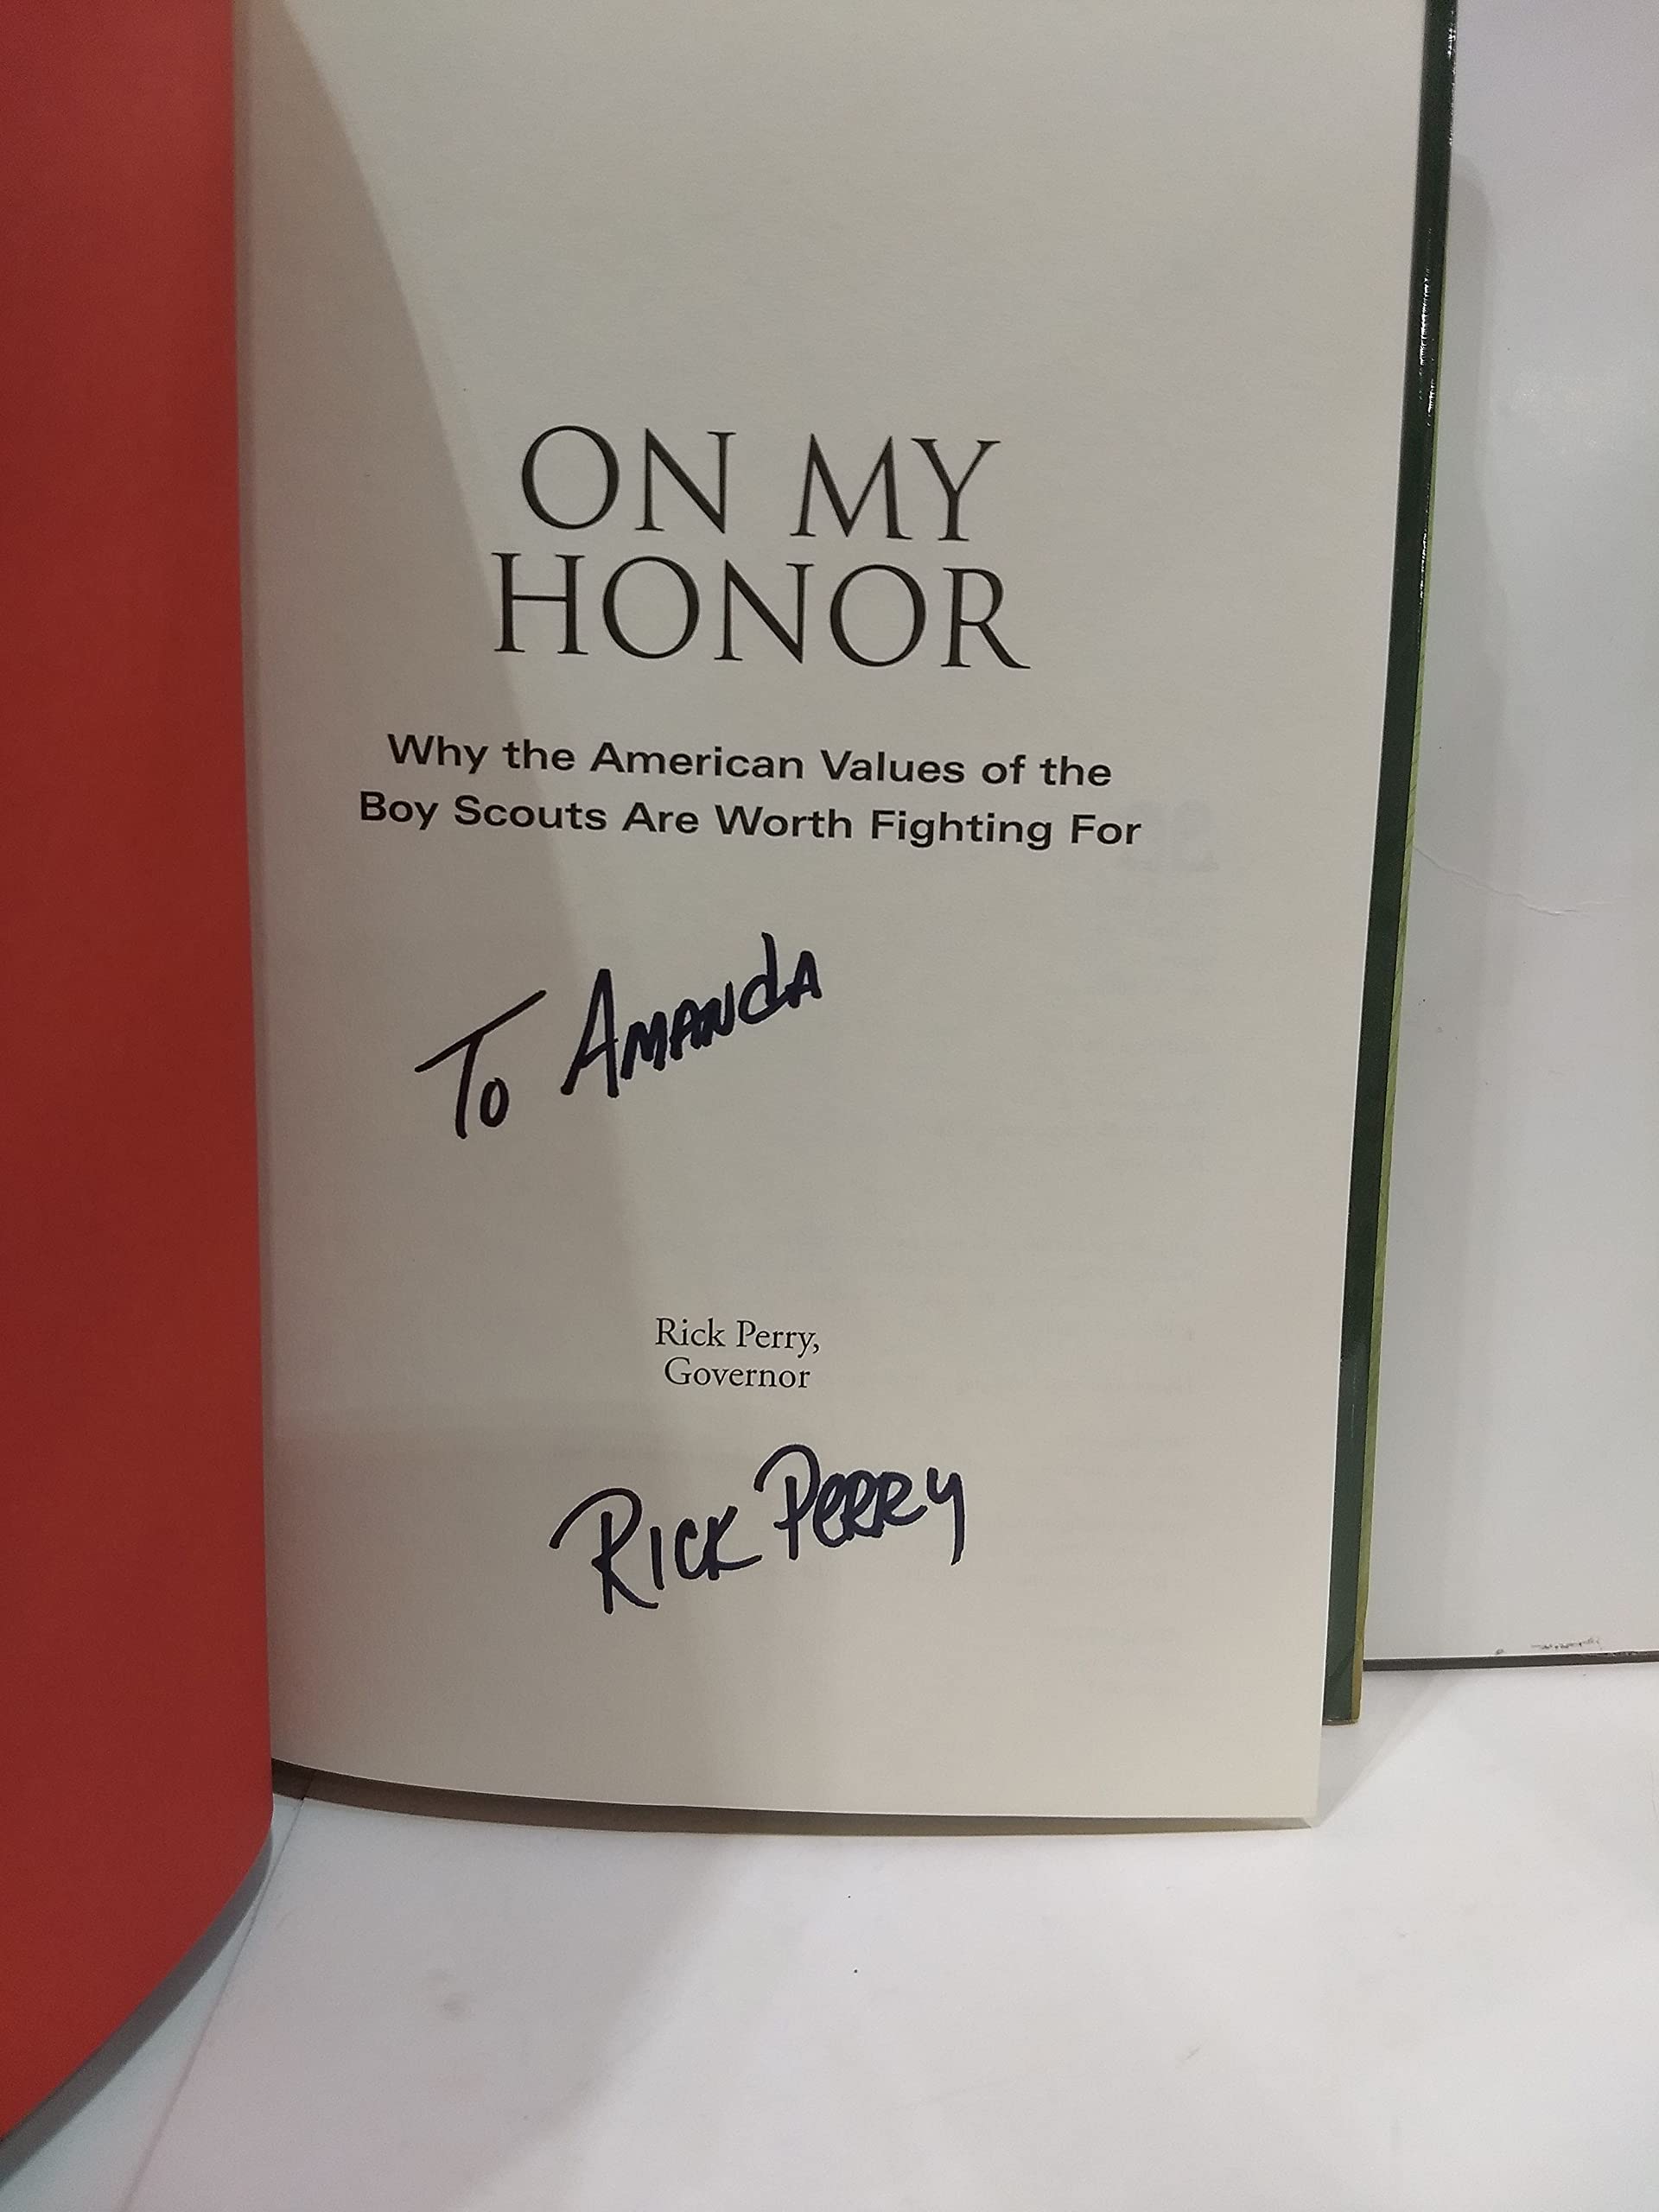 ON MY
HONOR
Why the American Values of the
Boy Scouts Are Worth Fighting For
To Amanda
Rick Perry,
Governor
Rick Perry